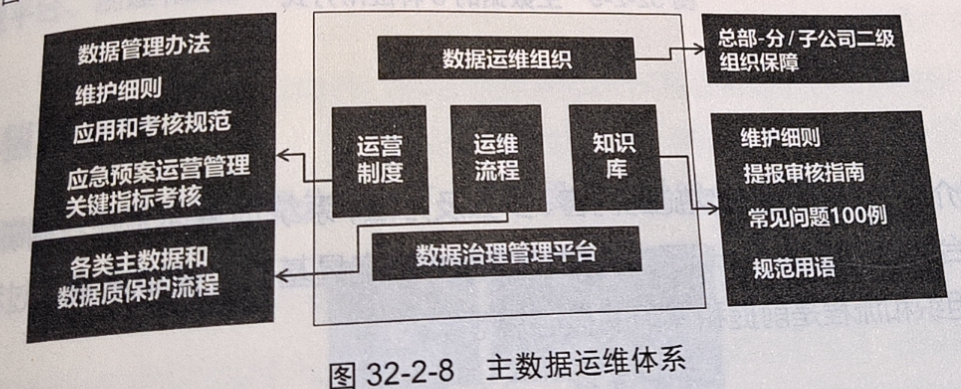 数据管理办法
维护细则
应用和考核规范
应急预案运营管理
关键指标考核
各类主数据和
数据质保护流程
数据运维组织
运营
制度
运维
流程
知识
库
数据治理管理平台
总部-分/子公司二级
组织保障
维护细则
提报审核指南
常见问题100例
规范用语
图 32-2-8 主数据运维体系